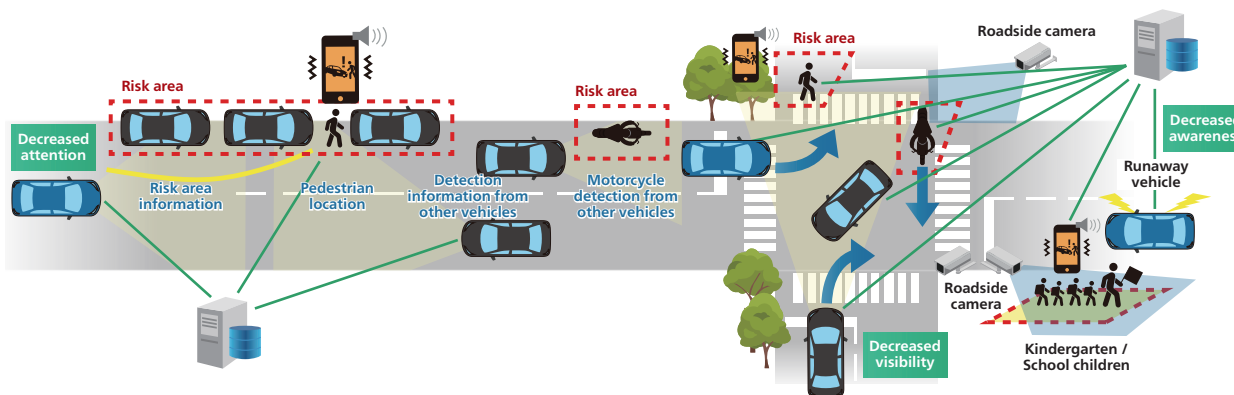 Risk area
Decreased
attention
Risk area
information
Pedestrian
location
Detection
information from
other vehicles
Risk area
Motorcycle
detection from
other vehicles
Risk area
Roadside camera
Decreased
awareness
Runaway
vehicle
Roadside
camera
Decreased
visibility
Kindergarten /
School children